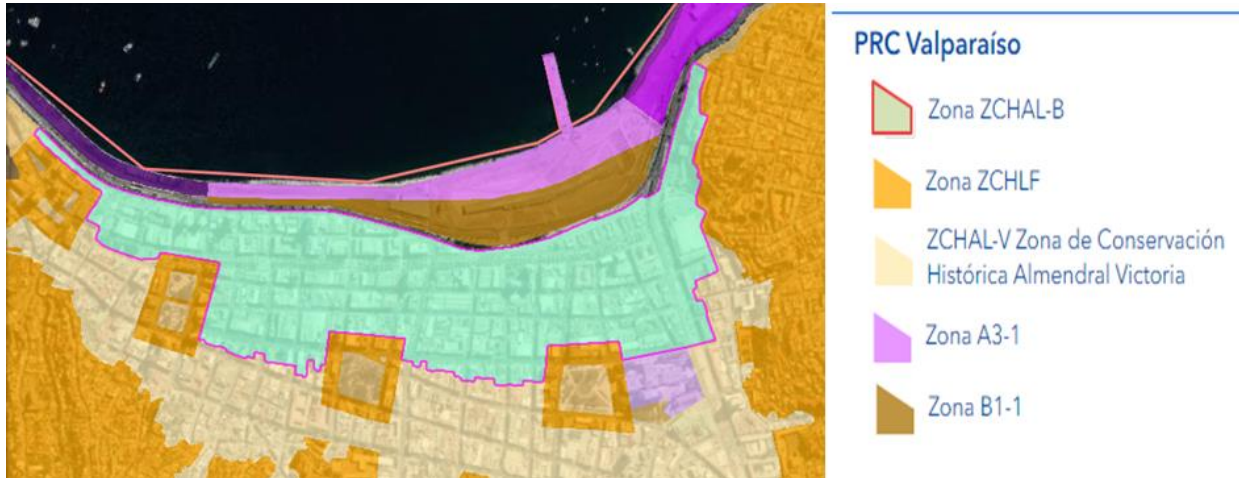 PRC Valparaíso
Zona ZCHAL-B
Zona ZCHLF
ZCHAL-V Zona de Conservación
Histórica Almendral Victoria
Zona A3-1
Zona B1-1